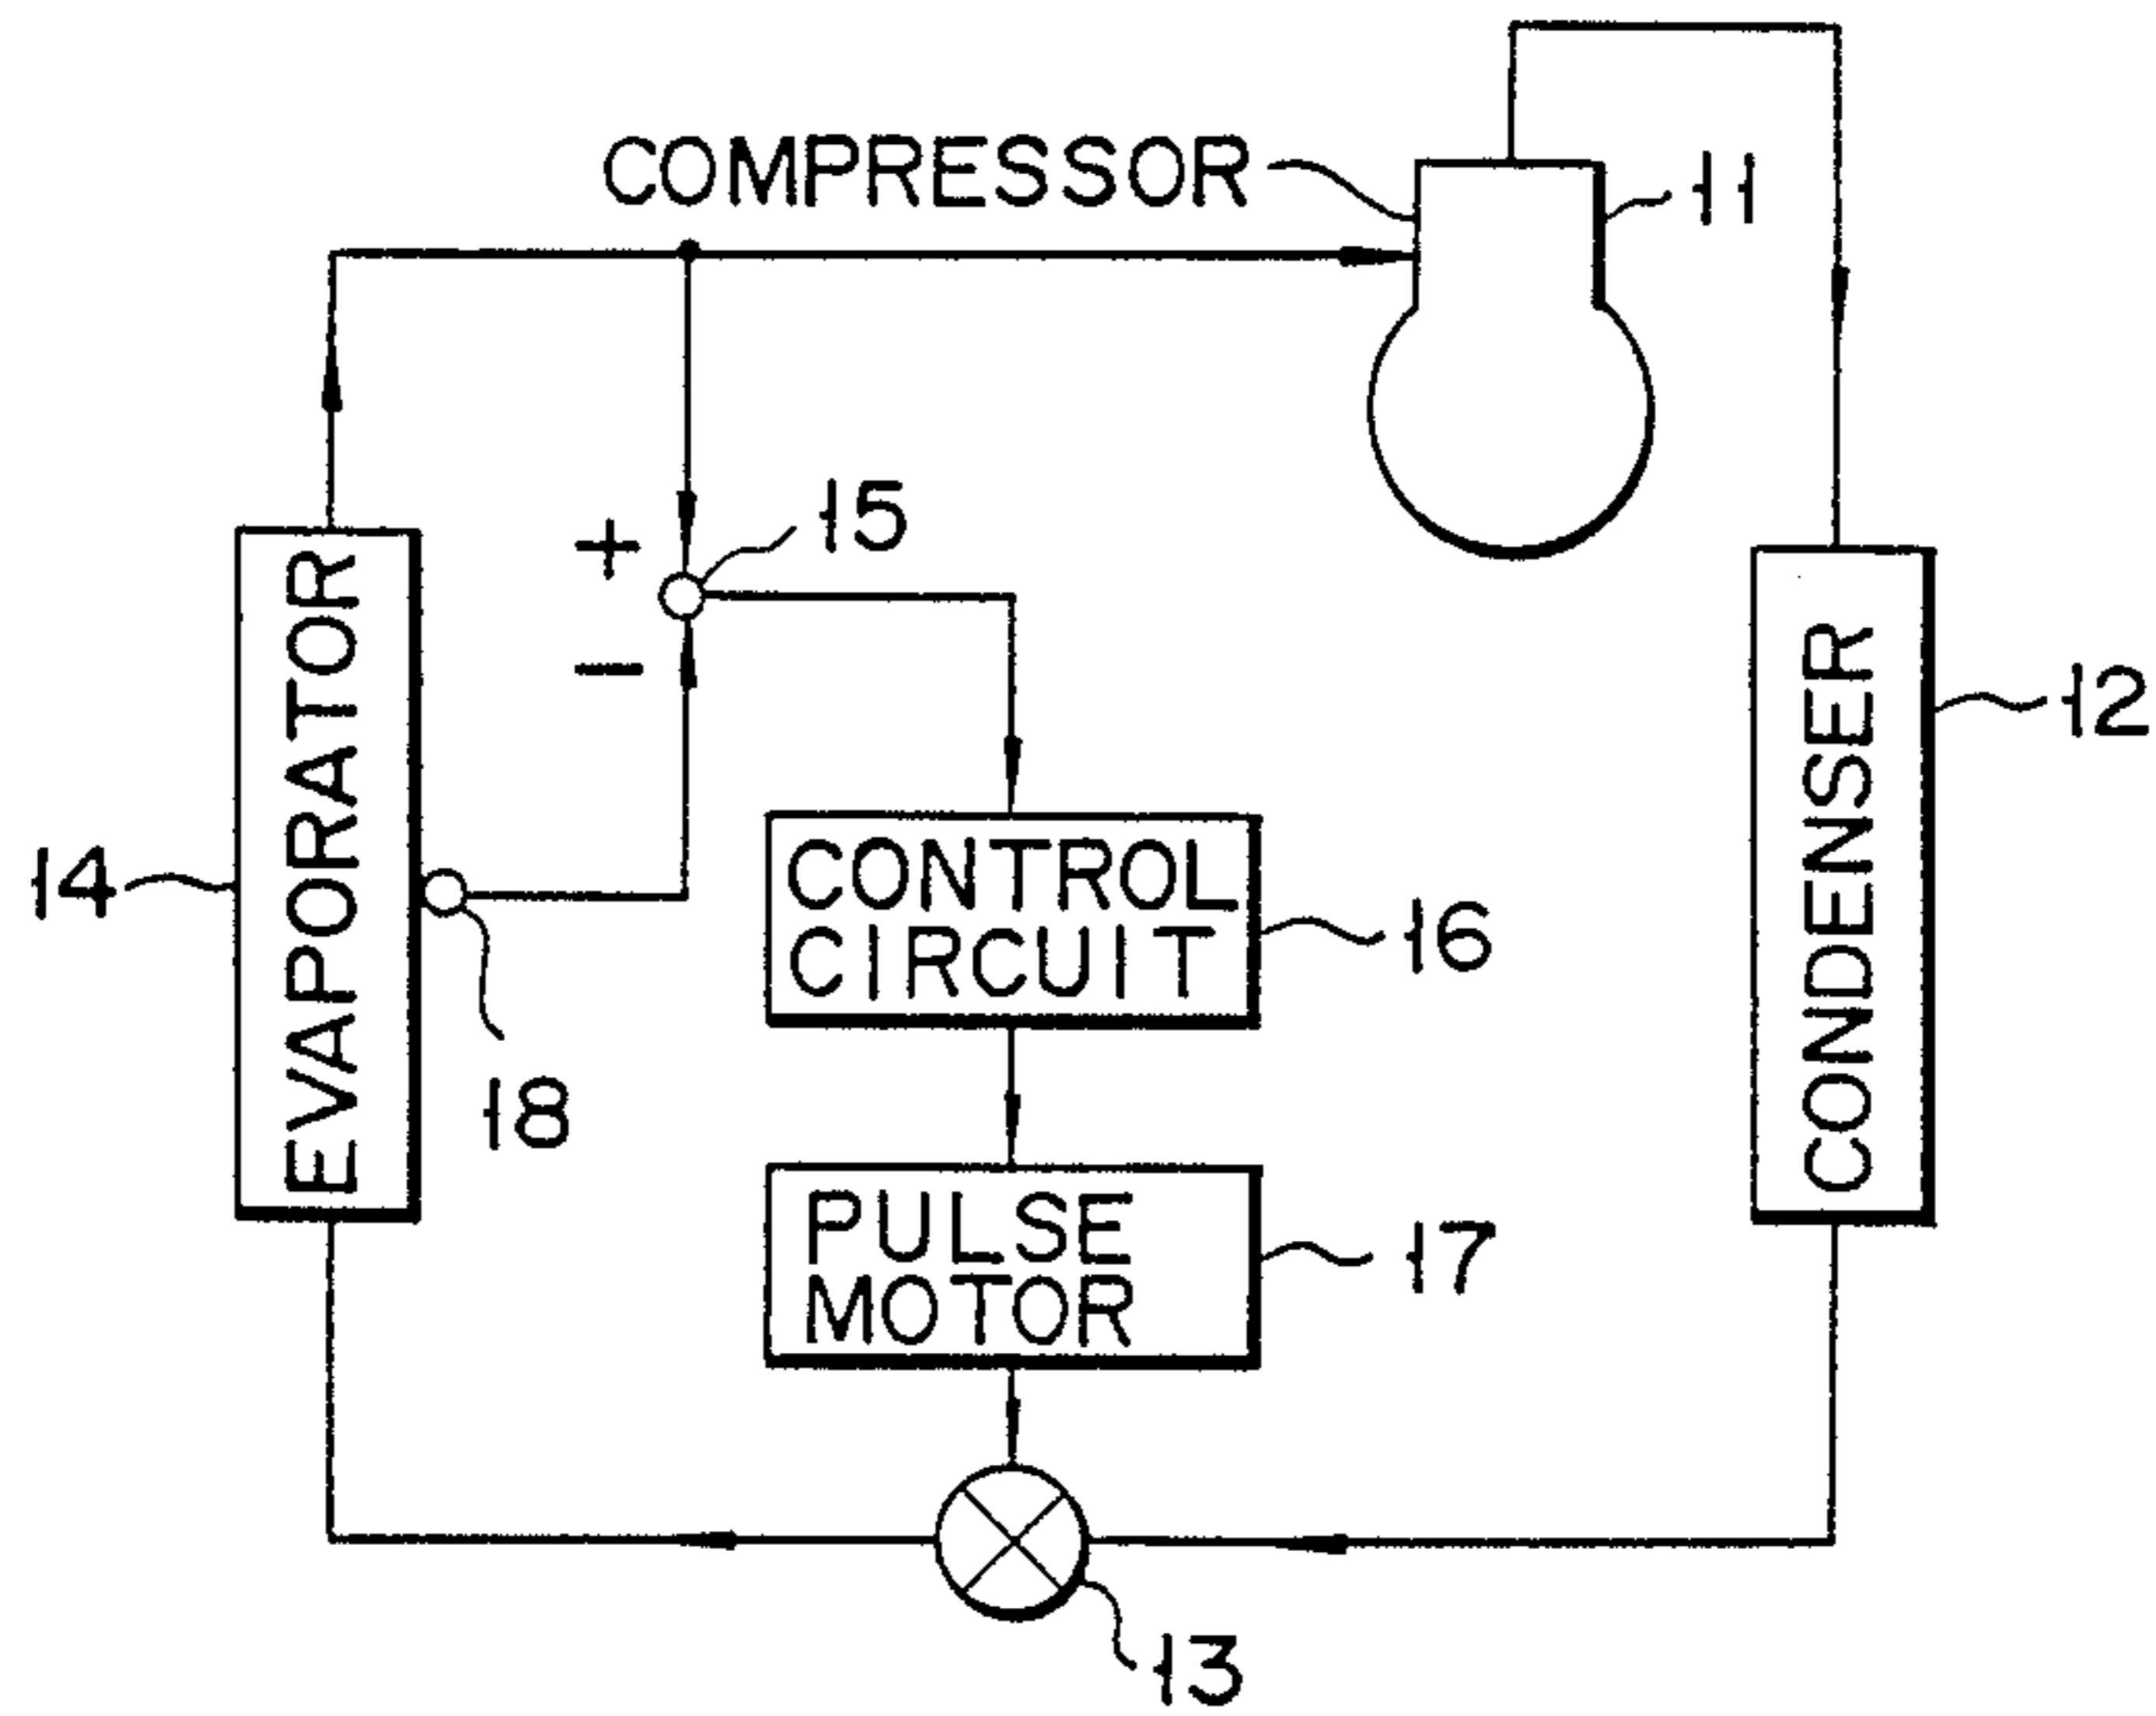 COMPRESSOR
11
15
+
−
EVAPORATOR
CONDENSER
12
14
CONTROL
CIRCUIT
16
18
PULSE
MOTOR
17
13